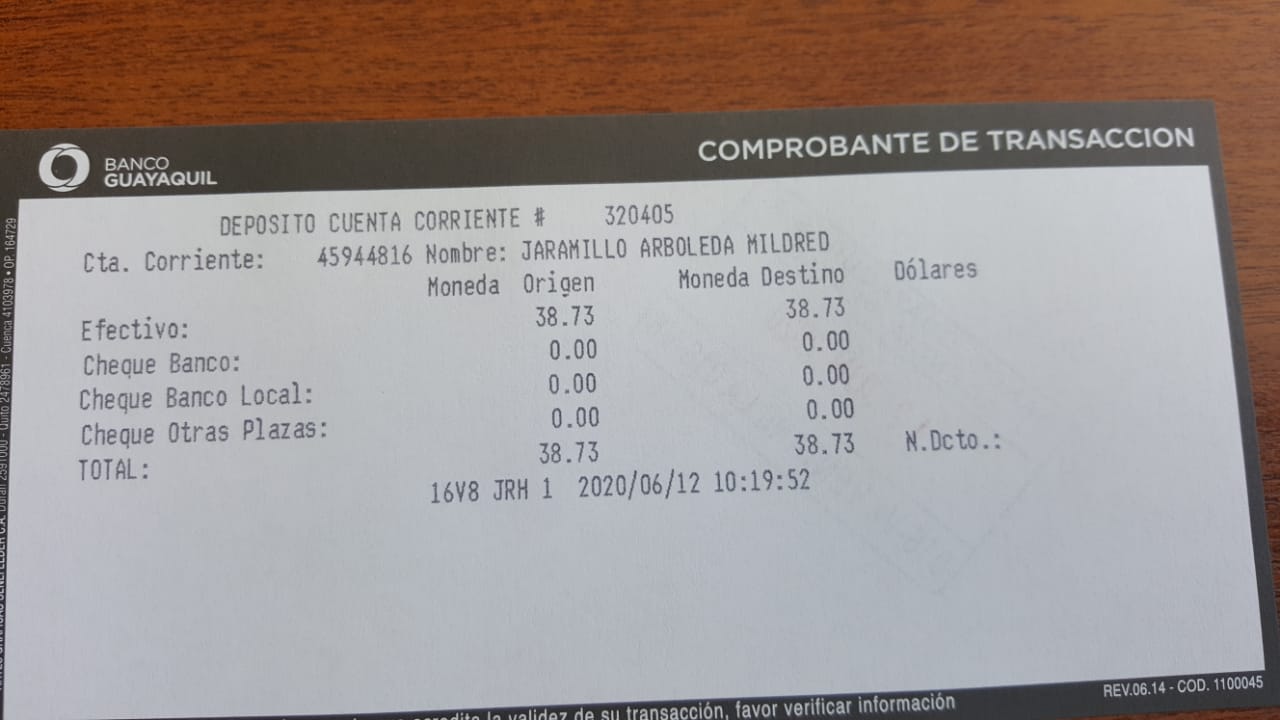 BANCO
GUAYAQUIL
COMPROBANTE DE TRANSACCION
DEPOSITO CUENTA CORRIENTE # 320405
Cta. Corriente: 45944816 Nombre: JARAMILLO ARBOLEDA MILDRED
Moneda Origen Moneda Destino Dólares
Efectivo: 38.73 38.73
Cheque Banco: 0.00 0.00
Cheque Banco Local: 0.00 0.00
Cheque Otras Plazas: 0.00 0.00
TOTAL: 38.73 38.73 N.Dcto.:
16V8 JRH 1 2020/06/12 10:19:52
REV.06.14 - COD. 1100045
la validez de su transacción, favor verificar información
2591000 - Quito 2478961 - Cuenca 4103978 • OP. 164729